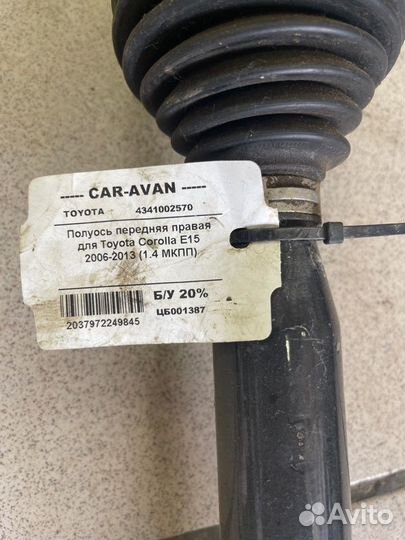 ----- CAR-AVAN -----
TOYOTA 4341002570
Полуось передняя правая
для Toyota Corolla E15
2006-2013 (1.4 МКПП)
Б/У 20%
2037972249845 ЦБ001387
Avito